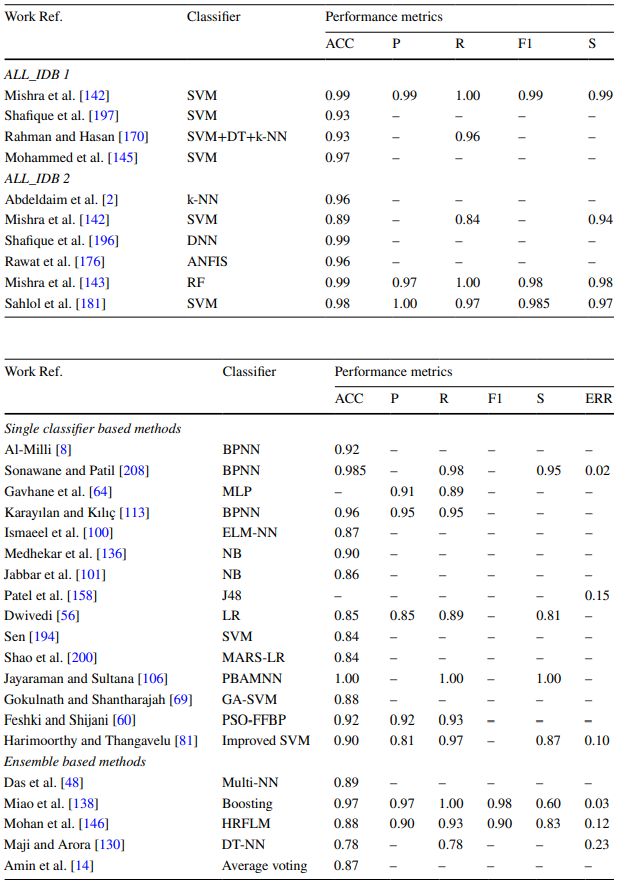 Work Ref. Classifier Performance metrics
ACC P R F1 S
ALL_IDB 1
Mishra et al. [142] SVM 0.99 0.99 1.00 0.99 0.99
Shafique et al. [197] SVM 0.93 – – – –
Rahman and Hasan [170] SVM+DT+k-NN 0.93 – 0.96 – –
Mohammed et al. [145] SVM 0.97 – – – –
ALL_IDB 2
Abdeldaim et al. [2] k-NN 0.96 – – – –
Mishra et al. [142] SVM 0.89 – 0.84 – 0.94
Shafique et al. [196] DNN 0.99 – – – –
Rawat et al. [176] ANFIS 0.96 – – – –
Mishra et al. [143] RF 0.99 0.97 1.00 0.98 0.98
Sahlol et al. [181] SVM 0.98 1.00 0.97 0.985 0.97
Work Ref. Classifier Performance metrics
ACC P R F1 S ERR
Single classifier based methods
Al-Milli [8] BPNN 0.92 – – – – –
Sonawane and Patil [208] BPNN 0.985 – 0.98 – 0.95 0.02
Gavhane et al. [64] MLP – 0.91 0.89 – – –
Karayılan and Kılıç [113] BPNN 0.96 0.95 0.95 – – –
Ismaeel et al. [100] ELM-NN 0.87 – – – – –
Medhekar et al. [136] NB 0.90 – – – – –
Jabbar et al. [101] NB 0.86 – – – – –
Patel et al. [158] J48 – – – – – 0.15
Dwivedi [56] LR 0.85 0.85 0.89 – 0.81 –
Sen [194] SVM 0.84 – – – – –
Shao et al. [200] MARS-LR 0.84 – – – – –
Jayaraman and Sultana [106] PBAMNN 1.00 – 1.00 – 1.00 –
Gokulnath and Shantharajah [69] GA-SVM 0.88 – – – – –
Feshki and Shijani [60] PSO-FFBP 0.92 0.92 0.93 – – –
Harimoorthy and Thangavelu [81] Improved SVM 0.90 0.81 0.97 – 0.87 0.10
Ensemble based methods
Das et al. [48] Multi-NN 0.89 – – – – –
Miao et al. [138] Boosting 0.97 0.97 1.00 0.98 0.60 0.03
Mohan et al. [146] HRFLM 0.88 0.90 0.93 0.90 0.83 0.12
Maji and Arora [130] DT-NN 0.78 – 0.78 – – 0.23
Amin et al. [14] Average voting 0.87 – – – – –